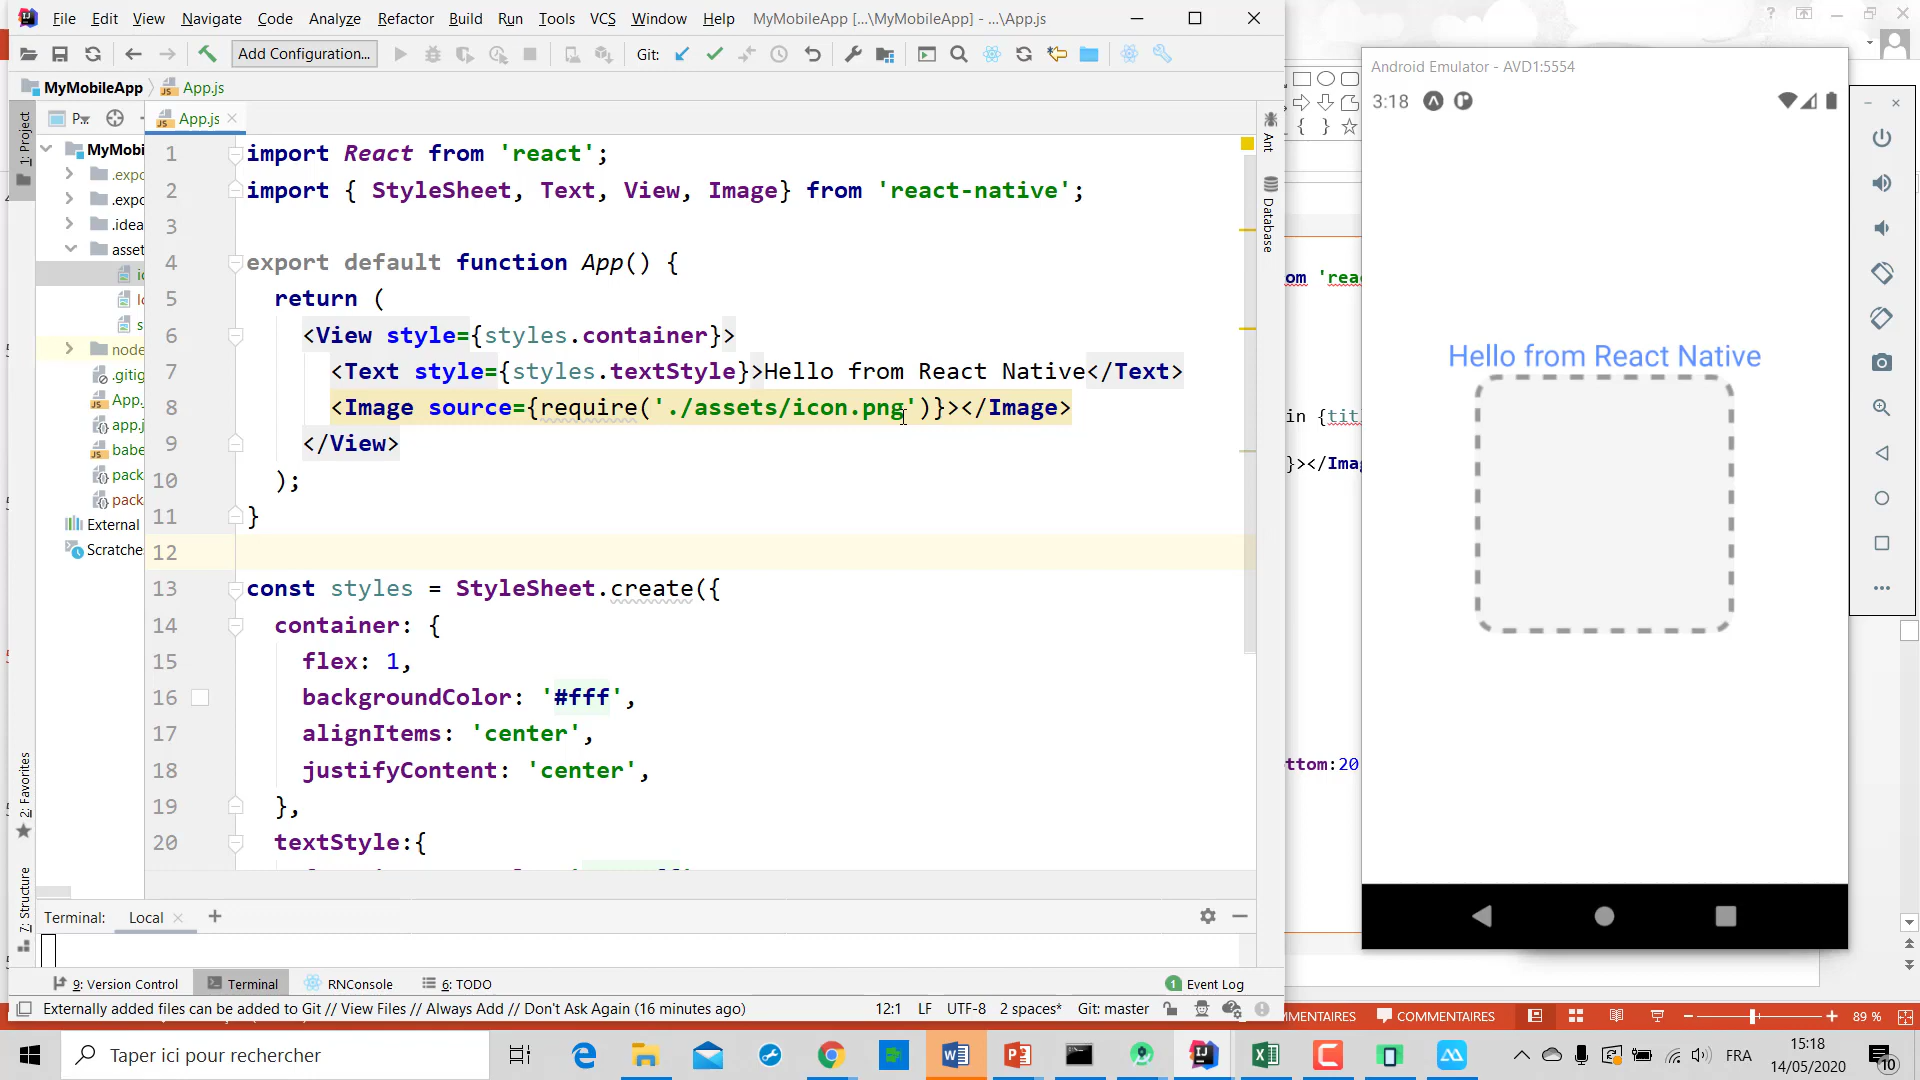 File Edit View Navigate Code Analyze Refactor Build Run Tools VCS Window Help MyMobileApp [...\MyMobileApp] - ...\App.js
Add Configuration...
Git:
MyMobileApp App.js
1: Project
P..
App.js
MyMobi
.expo
.expo
.idea
asset
ic
lo
s
node
.gitig
App.
app.j
babe
pack
pack
External
Scratche
1 import React from 'react';
2 import { StyleSheet, Text, View, Image} from 'react-native';
3
4 export default function App() {
5 return (
6 <View style={styles.container}>
7 <Text style={styles.textStyle}>Hello from React Native</Text>
8 <Image source={require('./assets/icon.png')}></Image>
9 </View>
10 );
11 }
12
13 const styles = StyleSheet.create({
14 container: {
15 flex: 1,
16 backgroundColor: '#fff',
17 alignItems: 'center',
18 justifyContent: 'center',
19 },
20 textStyle:{
Ant
Database
2: Favorites
7: Structure
Terminal: Local
9: Version Control Terminal RNConsole 6: TODO
1 Event Log
Externally added files can be added to Git // View Files // Always Add // Don't Ask Again (16 minutes ago)
12:1 LF UTF-8 2 spaces* Git: master
om 'reac
in {titl
}></Imag
ttom:20
Android Emulator - AVD1:5554
3:18
Hello from React Native
MMENTAIRES COMMENTAIRES
89 %
Taper ici pour rechercher
FRA
15:18
14/05/2020
10